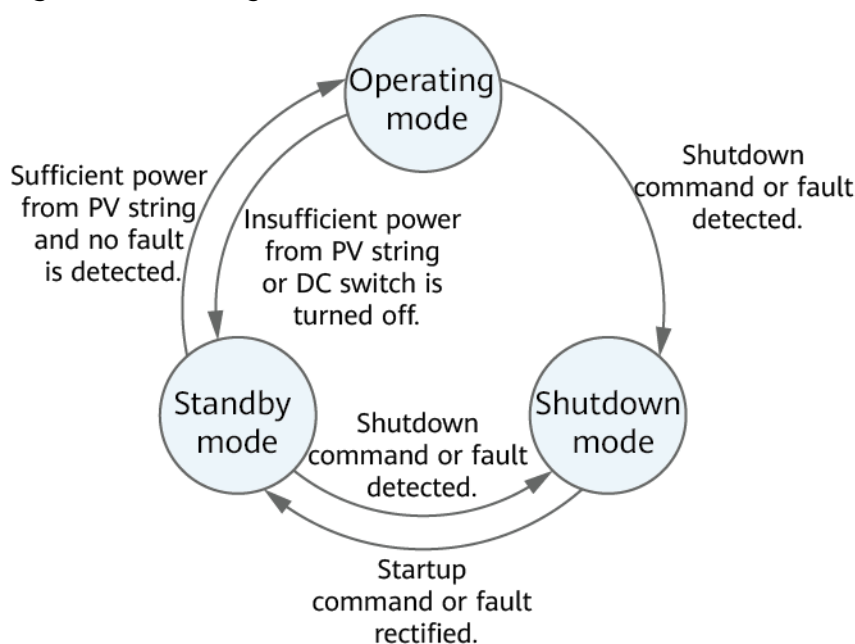 Operating
mode
Sufficient power
from PV string
and no fault
is detected.
Insufficient power
from PV string
or DC switch is
turned off.
Shutdown
command or fault
detected.
Standby
mode
Shutdown
command or fault
detected.
Shutdown
mode
Startup
command or fault
rectified.